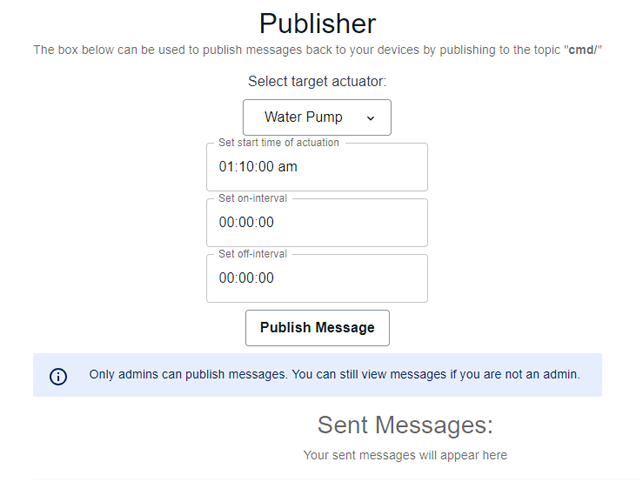 Publisher
The box below can be used to publish messages back to your devices by publishing to the topic "cmd/"
Select target actuator:
Water Pump
Set start time of actuation
01:10:00 am
Set on-interval
00:00:00
Set off-interval
00:00:00
Publish Message
Only admins can publish messages. You can still view messages if you are not an admin.
Sent Messages:
Your sent messages will appear here